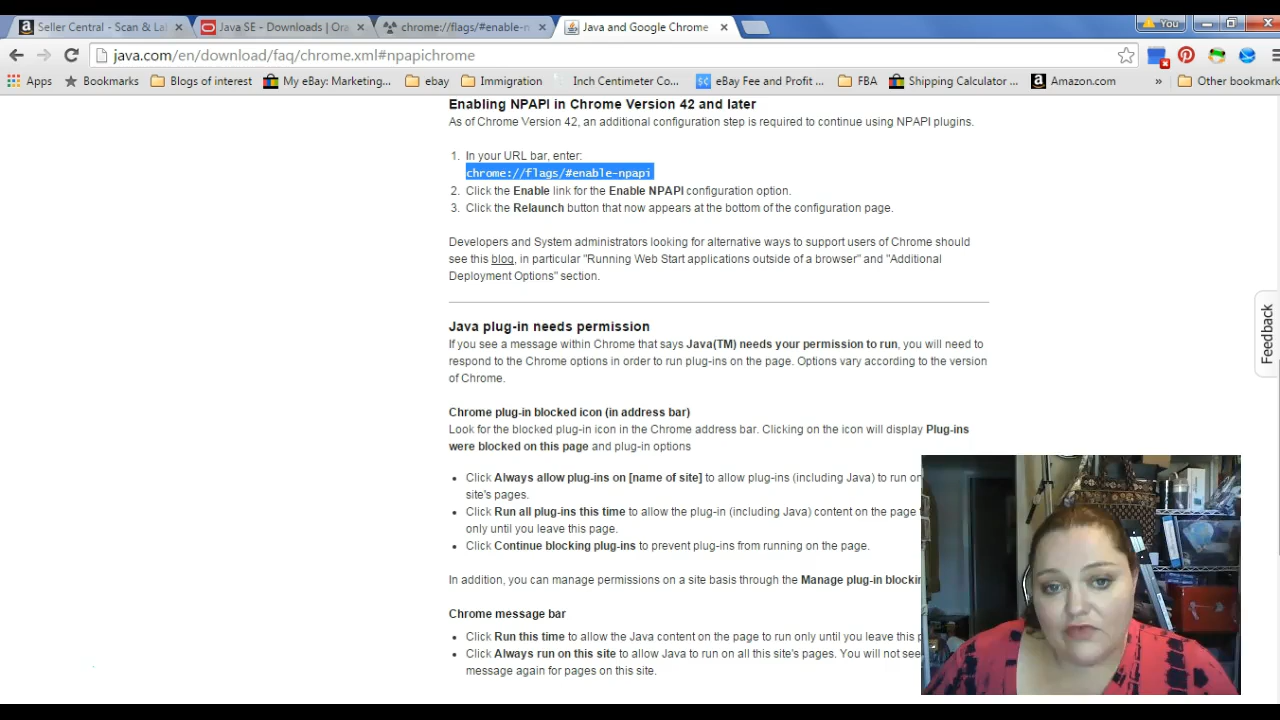 Seller Central - Scan & La
Java SE - Downloads | Ora
chrome://flags/#enable-n
Java and Google Chrome
You
java.com/en/download/faq/chrome.xml#npapichrome
Apps
Bookmarks
Blogs of interest
My eBay: Marketing...
ebay
Immigration
Inch Centimeter Co...
eBay Fee and Profit ...
FBA
Shipping Calculator ...
Amazon.com
»
Other bookmark
Enabling NPAPI in Chrome Version 42 and later
As of Chrome Version 42, an additional configuration step is required to continue using NPAPI plugins.
1. In your URL bar, enter:
chrome://flags/#enable-npapi
2. Click the Enable link for the Enable NPAPI configuration option.
3. Click the Relaunch button that now appears at the bottom of the configuration page.
Developers and System administrators looking for alternative ways to support users of Chrome should
see this blog, in particular "Running Web Start applications outside of a browser" and "Additional
Deployment Options" section.
Feedback
Java plug-in needs permission
If you see a message within Chrome that says Java(TM) needs your permission to run, you will need to
respond to the Chrome options in order to run plug-ins on the page. Options vary according to the version
of Chrome.
Chrome plug-in blocked icon (in address bar)
Look for the blocked plug-in icon in the Chrome address bar. Clicking on the icon will display Plug-ins
were blocked on this page and plug-in options
• Click Always allow plug-ins on [name of site] to allow plug-ins (including Java) to run on
site's pages.
• Click Run all plug-ins this time to allow the plug-in (including Java) content on the page
only until you leave this page.
• Click Continue blocking plug-ins to prevent plug-ins from running on the page.
In addition, you can manage permissions on a site basis through the Manage plug-in blockin
Chrome message bar
• Click Run this time to allow the Java content on the page to run only until you leave this p
• Click Always run on this site to allow Java to run on all this site's pages. You will not see
message again for pages on this site.